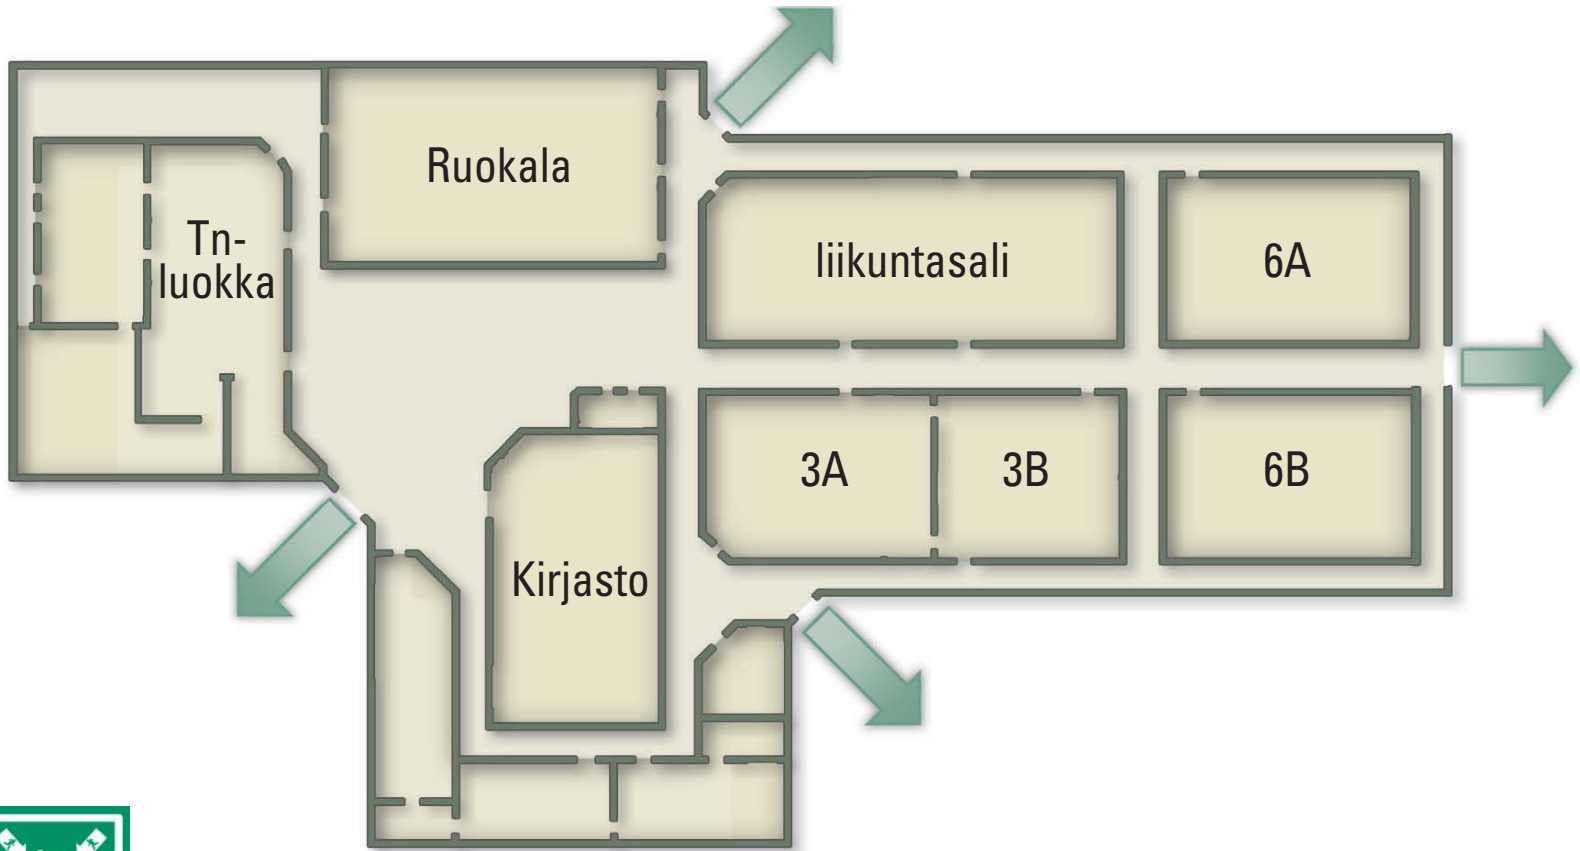 Ruokala
Tn-
luokka
liikuntasali
6A
3A
3B
6B
Kirjasto